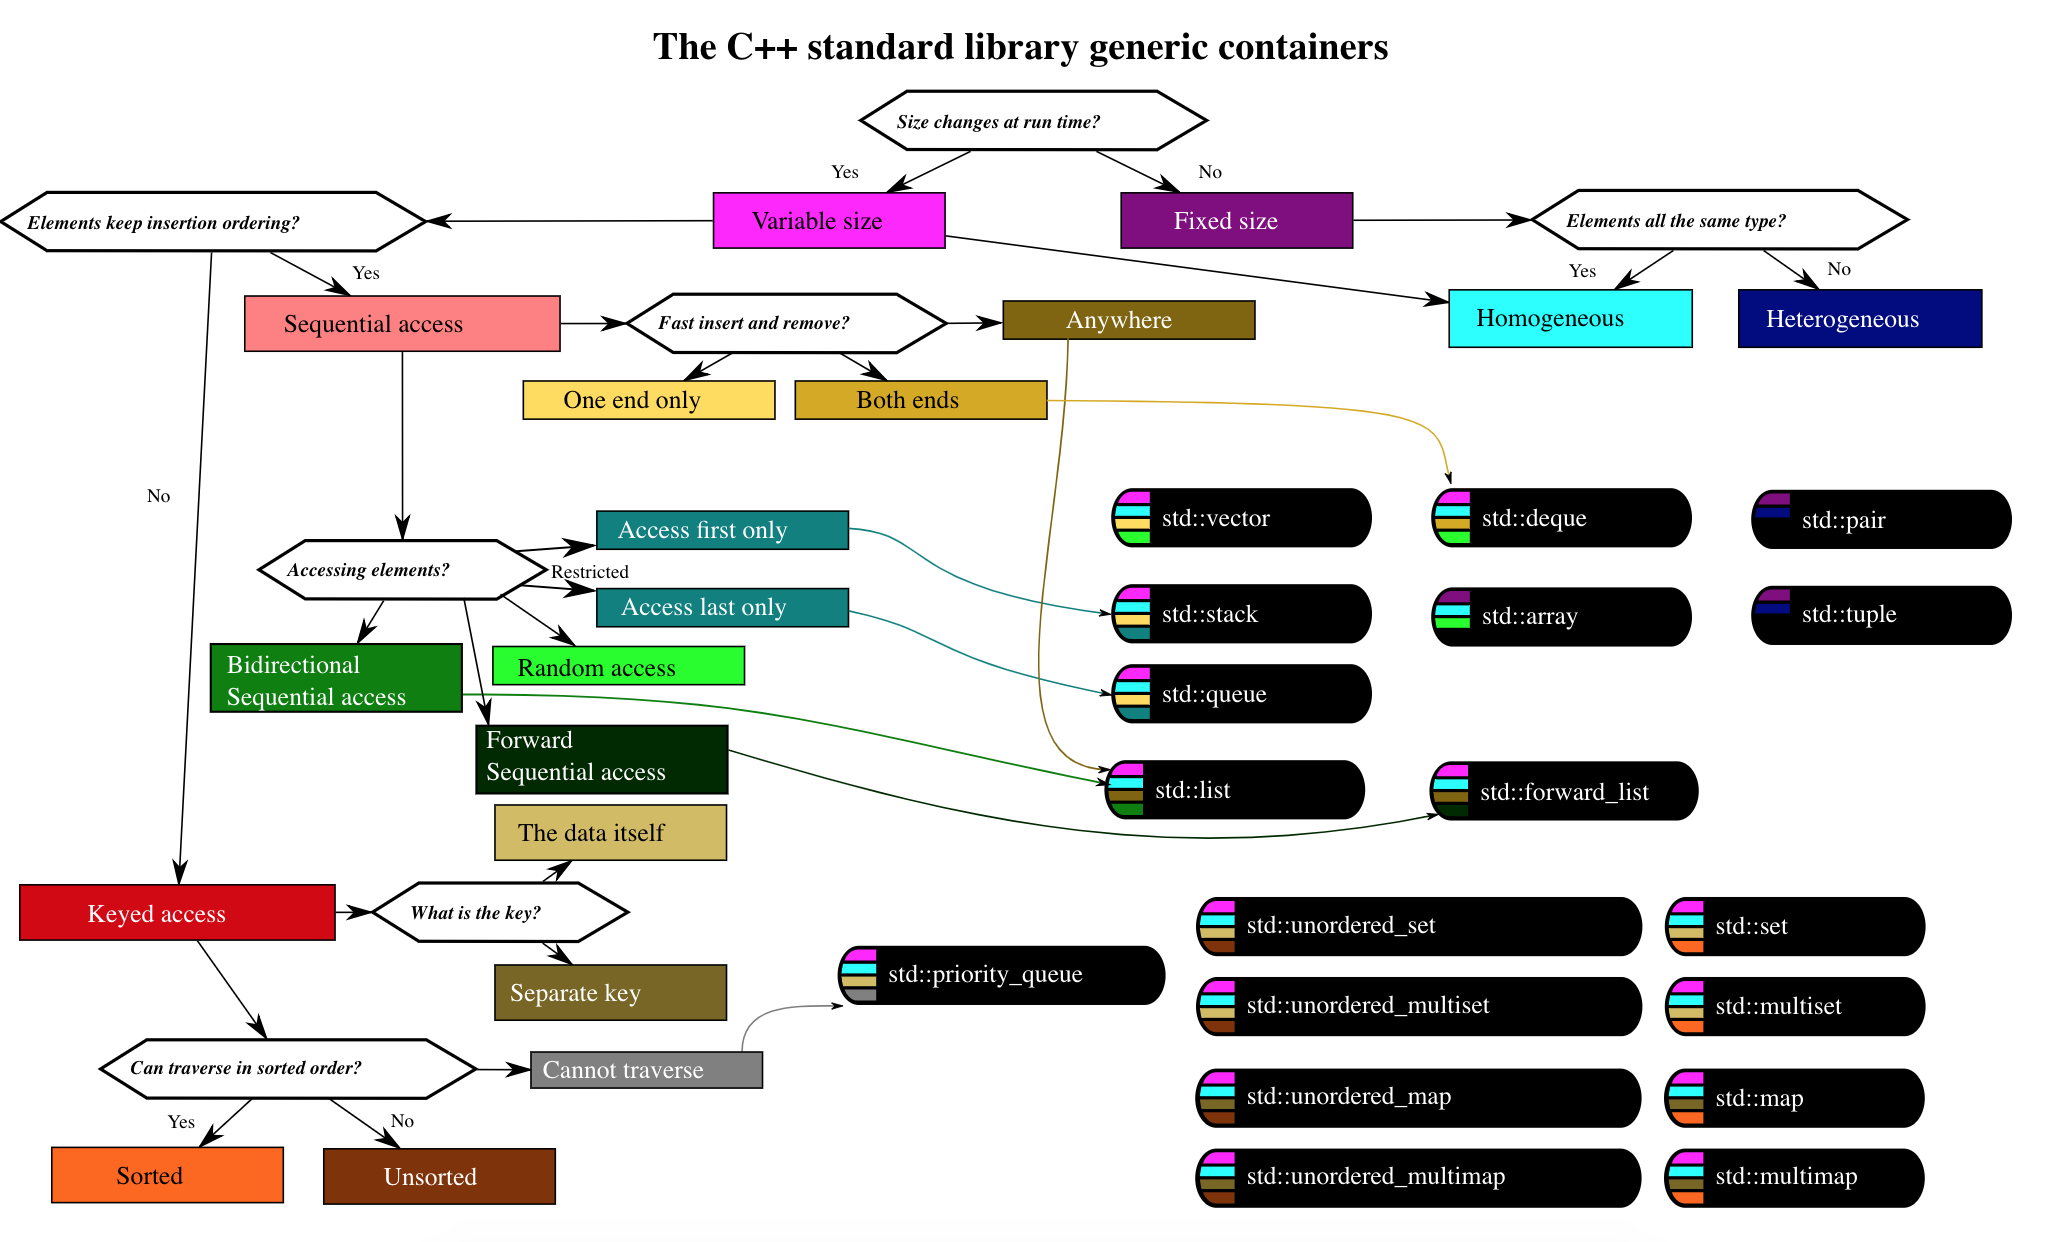 The C++ standard library generic containers
Size changes at run time?
Yes
No
Elements keep insertion ordering?
Variable size
Fixed size
Elements all the same type?
Yes
Yes
No
Sequential access
Fast insert and remove?
Anywhere
Homogeneous
Heterogeneous
One end only
Both ends
No
Access first only
std::vector
std::deque
std::pair
Accessing elements?
Restricted
Access last only
std::stack
std::array
std::tuple
Bidirectional
Sequential access
Random access
std::queue
Forward
Sequential access
std::list
std::forward_list
The data itself
Keyed access
What is the key?
std::unordered_set
std::set
Separate key
std::priority_queue
std::unordered_multiset
std::multiset
Can traverse in sorted order?
Cannot traverse
std::unordered_map
std::map
Yes
No
Sorted
Unsorted
std::unordered_multimap
std::multimap